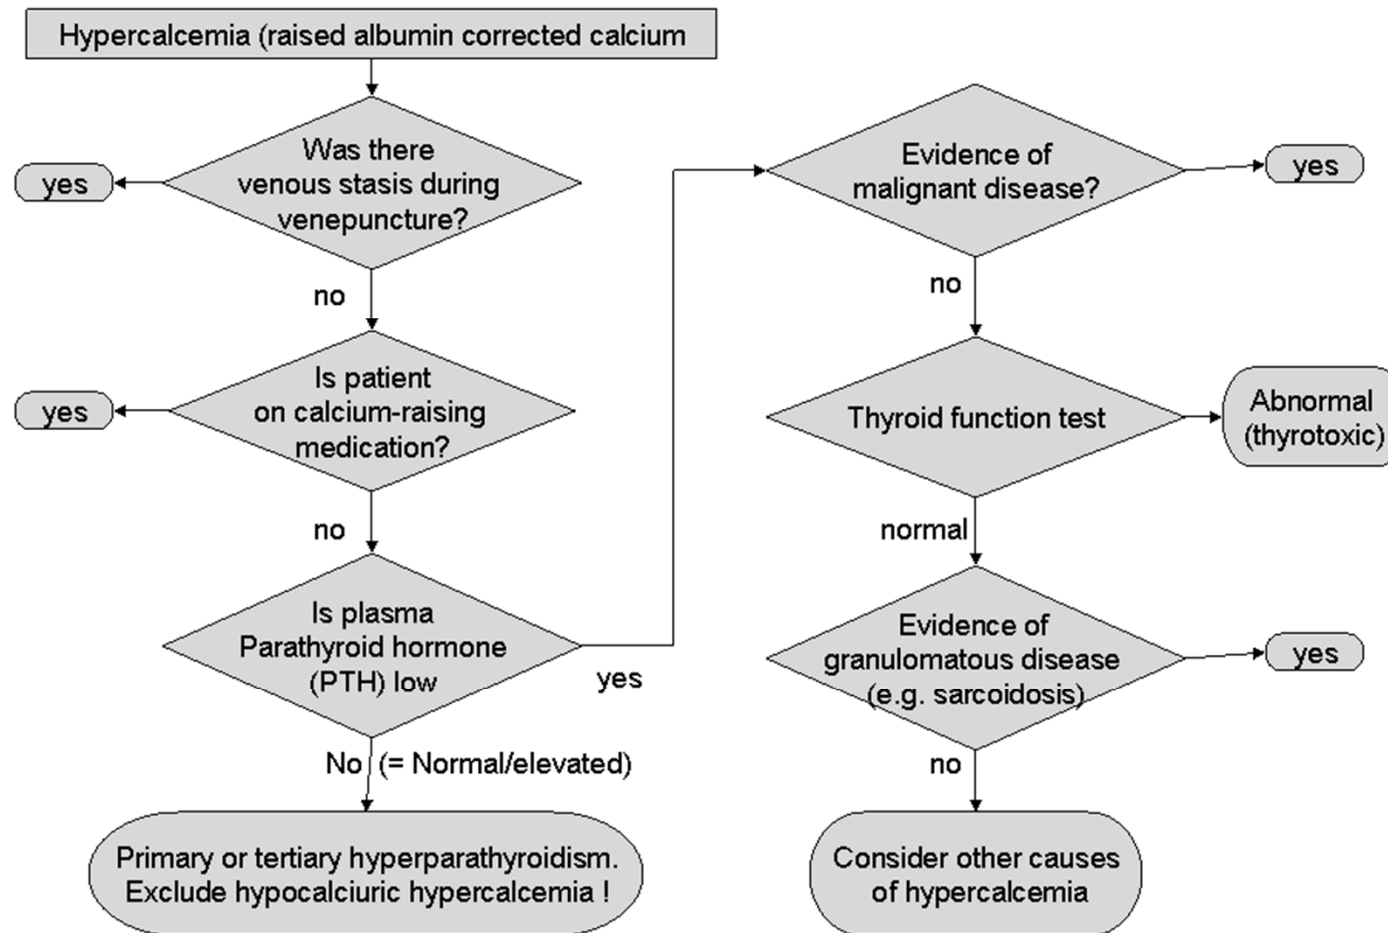 Hypercalcemia (raised albumin corrected calcium
Was there
venous stasis during
venepuncture?
yes
no
Is patient
on calcium-raising
medication?
yes
no
Is plasma
Parathyroid hormone
(PTH) low
yes
No (= Normal/elevated)
Primary or tertiary hyperparathyroidism.
Exclude hypocalciuric hypercalcemia !
Evidence of
malignant disease?
yes
no
Thyroid function test
Abnormal
(thyrotoxic)
normal
Evidence of
granulomatous disease
(e.g. sarcoidosis)
yes
no
Consider other causes
of hypercalcemia